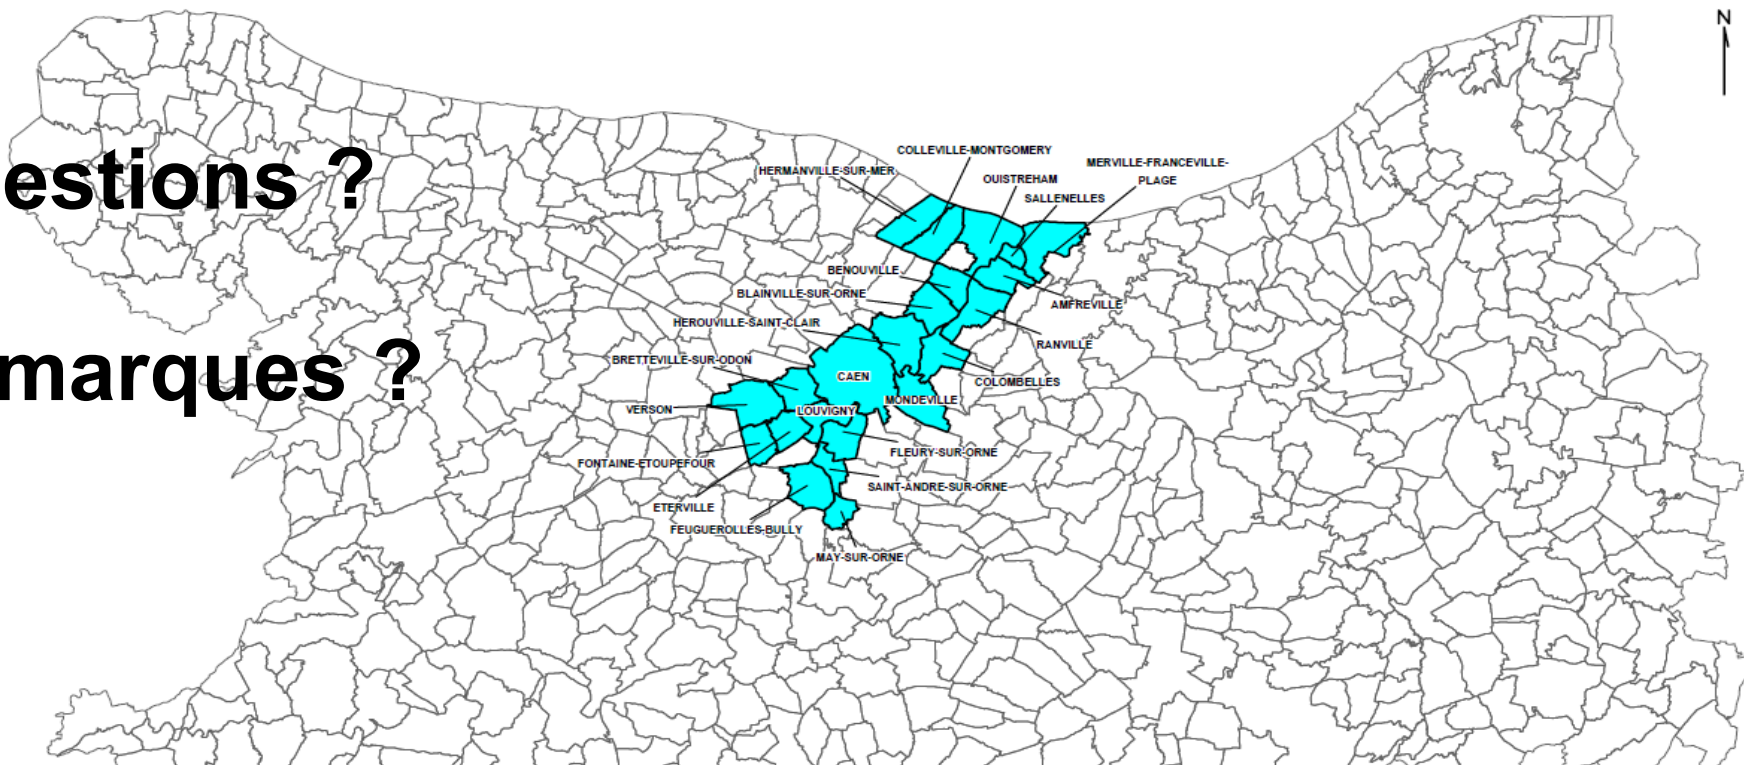 N
COLLEVILLE-MONTGOMERY
MERVILLE-FRANCEVILLE-
PLAGE
HERMANVILLE-SUR-MER
OUISTREHAM
SALLENELLES
estions ?
BENOUVILLE
BLAINVILLE-SUR-ORNE
AMFREVILLE
HEROUVILLE-SAINT-CLAIR
RANVILLE
BRETTEVILLE-SUR-ODON
marques ?
CAEN
COLOMBELLES
MONDEVILLE
VERSON
LOUVIGNY
FLEURY-SUR-ORNE
FONTAINE-ETOUPEFOUR
SAINT-ANDRE-SUR-ORNE
ETERVILLE
FEUGUEROLLES-BULLY
MAY-SUR-ORNE